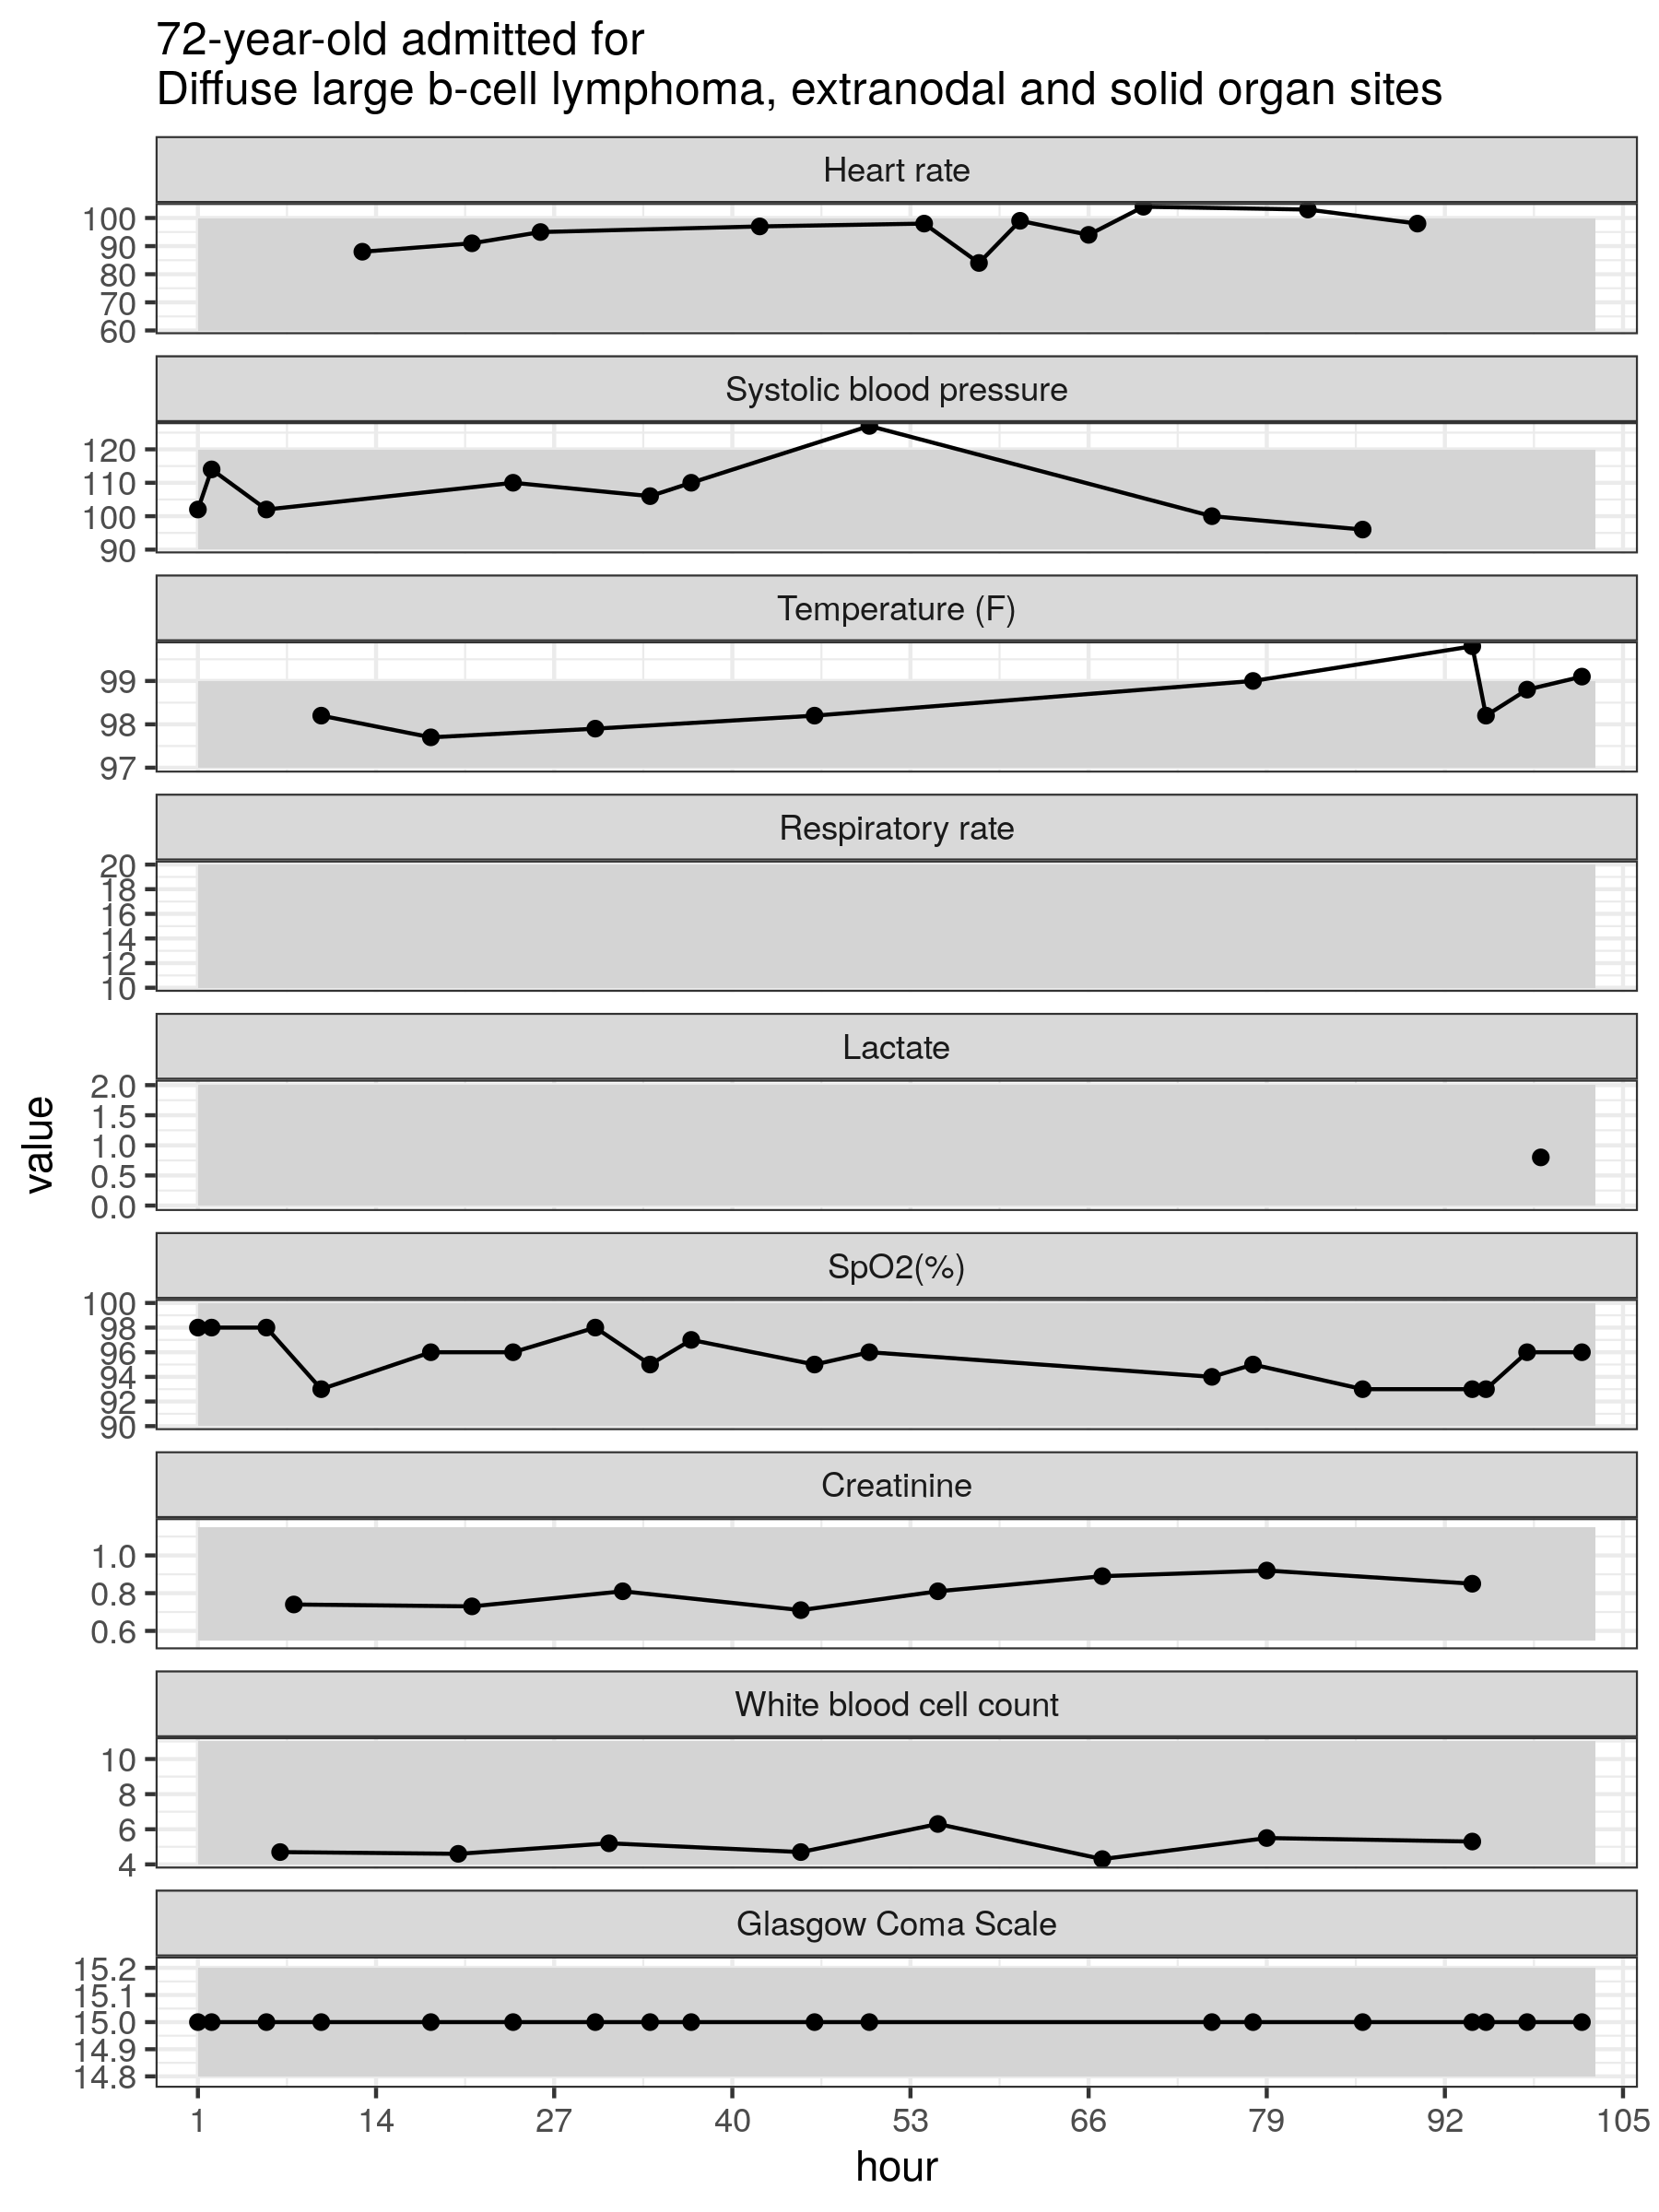 72-year-old admitted for
Diffuse large b-cell lymphoma, extranodal and solid organ sites
Heart rate
100
90
80
70
60
Systolic blood pressure
120
110
100
90
Temperature (F)
99
98
97
Respiratory rate
20
18
16
14
12
10
Lactate
2.0
1.5
1.0
0.5
0.0
value
SpO2(%)
100
98
96
94
92
90
Creatinine
1.0
0.8
0.6
White blood cell count
10
8
6
4
Glasgow Coma Scale
15.2
15.1
15.0
14.9
14.8
1 14 27 40 53 66 79 92 105
hour